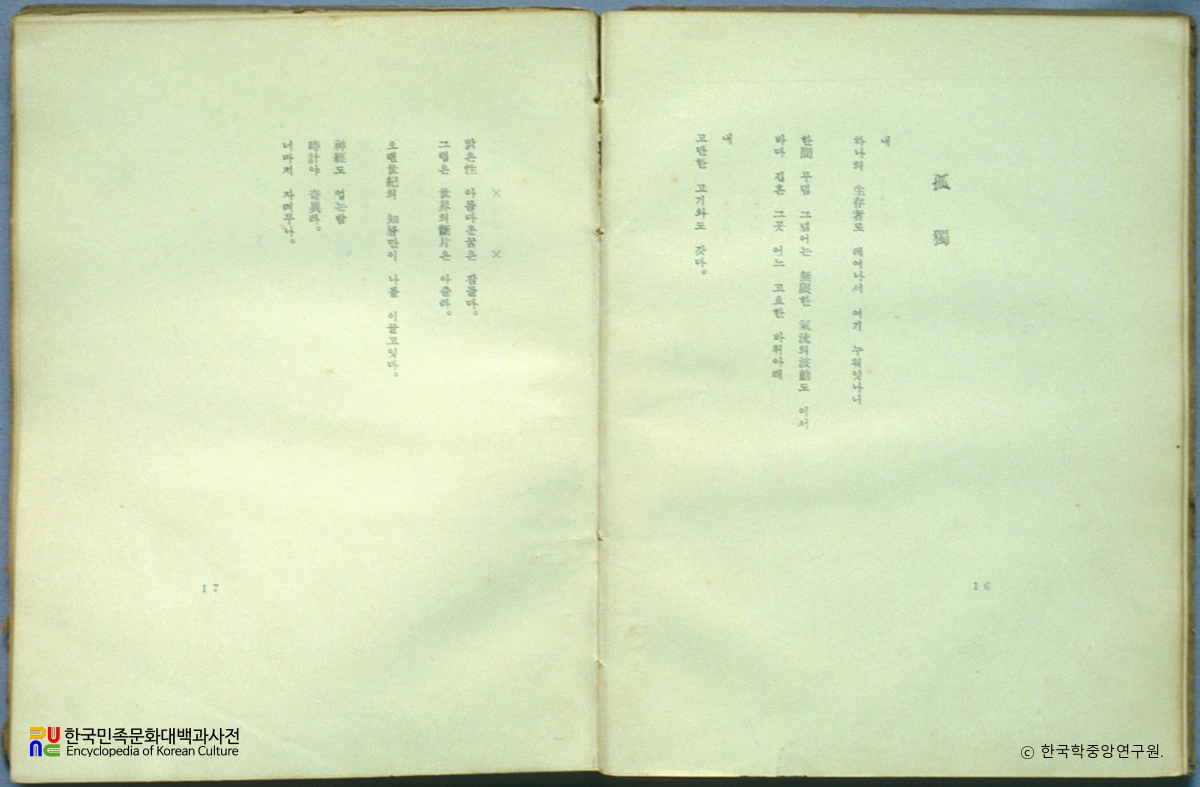 孤獨
내
하나의 生存者로 태여나서 여기 누워잇나니
한間 무덤 그넘어는 無限한 氣流의波動도 이서
바다 깁흔 그곳 어느 고요한 바위아래
내
고단한 고기와도 갓다。
16
× ×
맑은性 아름다운꿈은 잠들다。
그립은 世界의斷片은 아즐타。
오랜世紀의 知層만이 나를 이끌고잇다。
神經도 업는밤
時計야 奇異타。
너마저 자려무나。
17
한국민족문화대백과사전
Encyclopedia of Korean Culture
ⓒ 한국학중앙연구원.